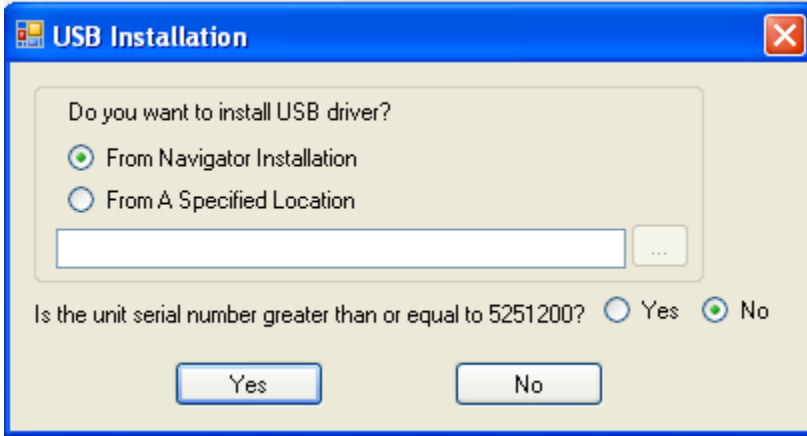 USB Installation
Do you want to install USB driver?
From Navigator Installation
From A Specified Location
...
Is the unit serial number greater than or equal to 5251200? Yes No
Yes No